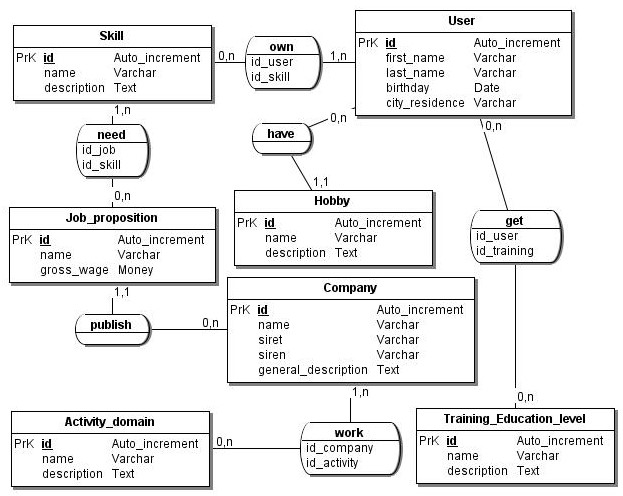 Skill
PrK id Auto_increment
name Varchar
description Text
0,n
own
id_user
id_skill
1,n
User
PrK id Auto_increment
first_name Varchar
last_name Varchar
birthday Date
city_residence Varchar
1,n
need
id_job
id_skill
0,n
0,n
have
1,1
0,n
Hobby
PrK id Auto_increment
name Varchar
description Text
get
id_user
id_training
Job_proposition
PrK id Auto_increment
name Varchar
gross_wage Money
1,1
publish
0,n
Company
PrK id Auto_increment
name Varchar
siret Varchar
siren Varchar
general_description Text
1,n
0,n
Activity_domain
PrK id Auto_increment
name Varchar
description Text
0,n
work
id_company
id_activity
Training_Education_level
PrK id Auto_increment
name Varchar
description Text